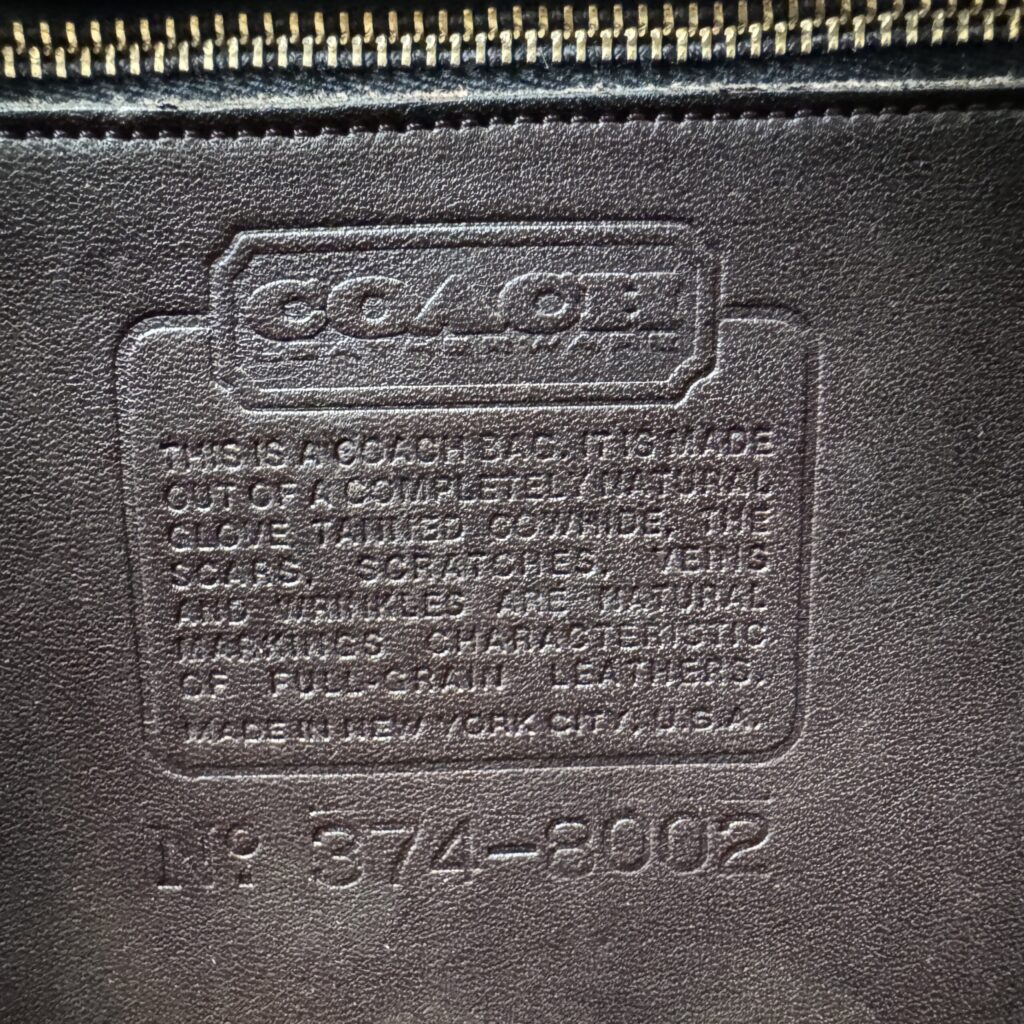 COACH
LEATHERWARE
THIS IS A COACH BAG. IT IS MADE
OUT OF A COMPLETELY NATURAL
GLOVE TANNED COWHIDE, THE
SCARS, SCRATCHES, VEINS
AND WRINKLES ARE NATURAL
MARKINGS CHARACTERISTIC
OF FULL-GRAIN LEATHERS.
MADE IN NEW YORK CITY, U.S.A.
Nº 374-8002